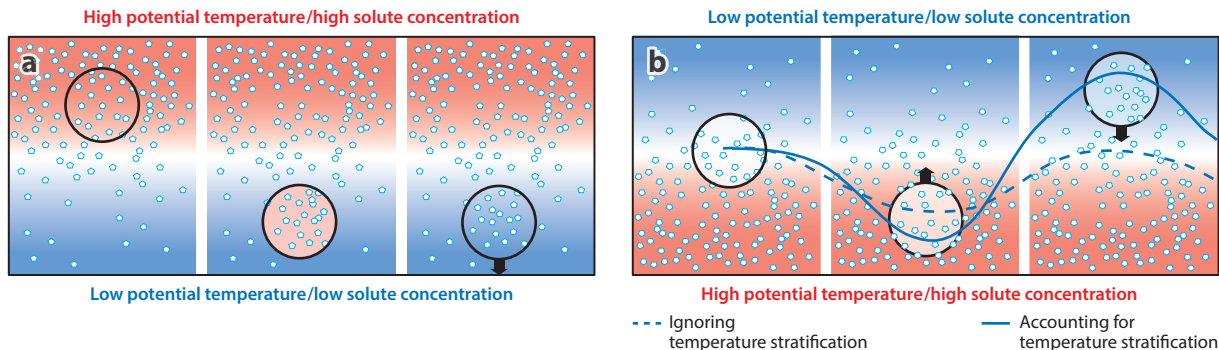 High potential temperature/high solute concentration
a
Low potential temperature/low solute concentration
Low potential temperature/low solute concentration
b
High potential temperature/high solute concentration
Ignoring
temperature stratification
Accounting for
temperature stratification